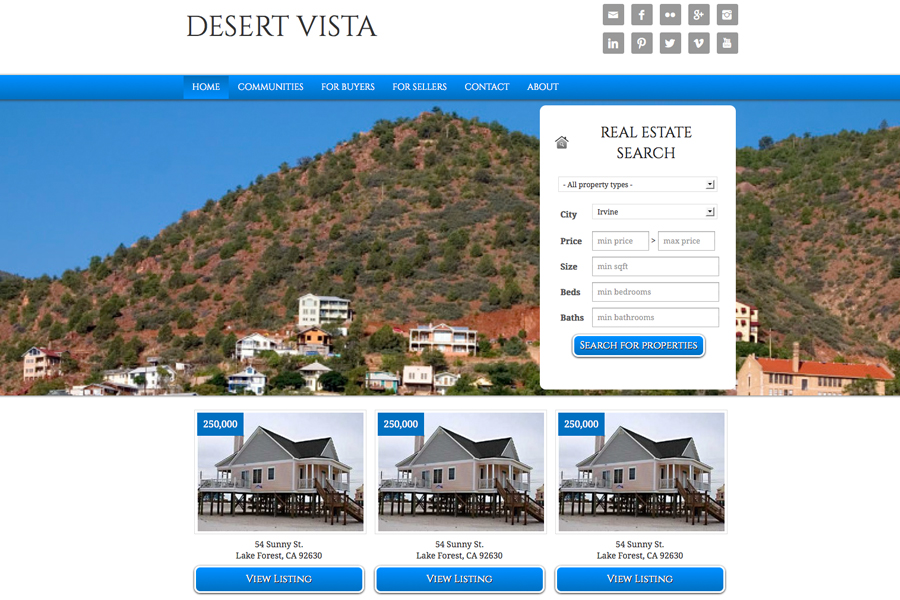 DESERT VISTA
HOME COMMUNITIES FOR BUYERS FOR SELLERS CONTACT ABOUT
REAL ESTATE
SEARCH
- All property types -
City Irvine
Price min price > max price
Size min sqft
Beds min bedrooms
Baths min bathrooms
SEARCH FOR PROPERTIES
250,000 250,000 250,000
54 Sunny St. 54 Sunny St. 54 Sunny St.
Lake Forest, CA 92630 Lake Forest, CA 92630 Lake Forest, CA 92630
VIEW LISTING VIEW LISTING VIEW LISTING